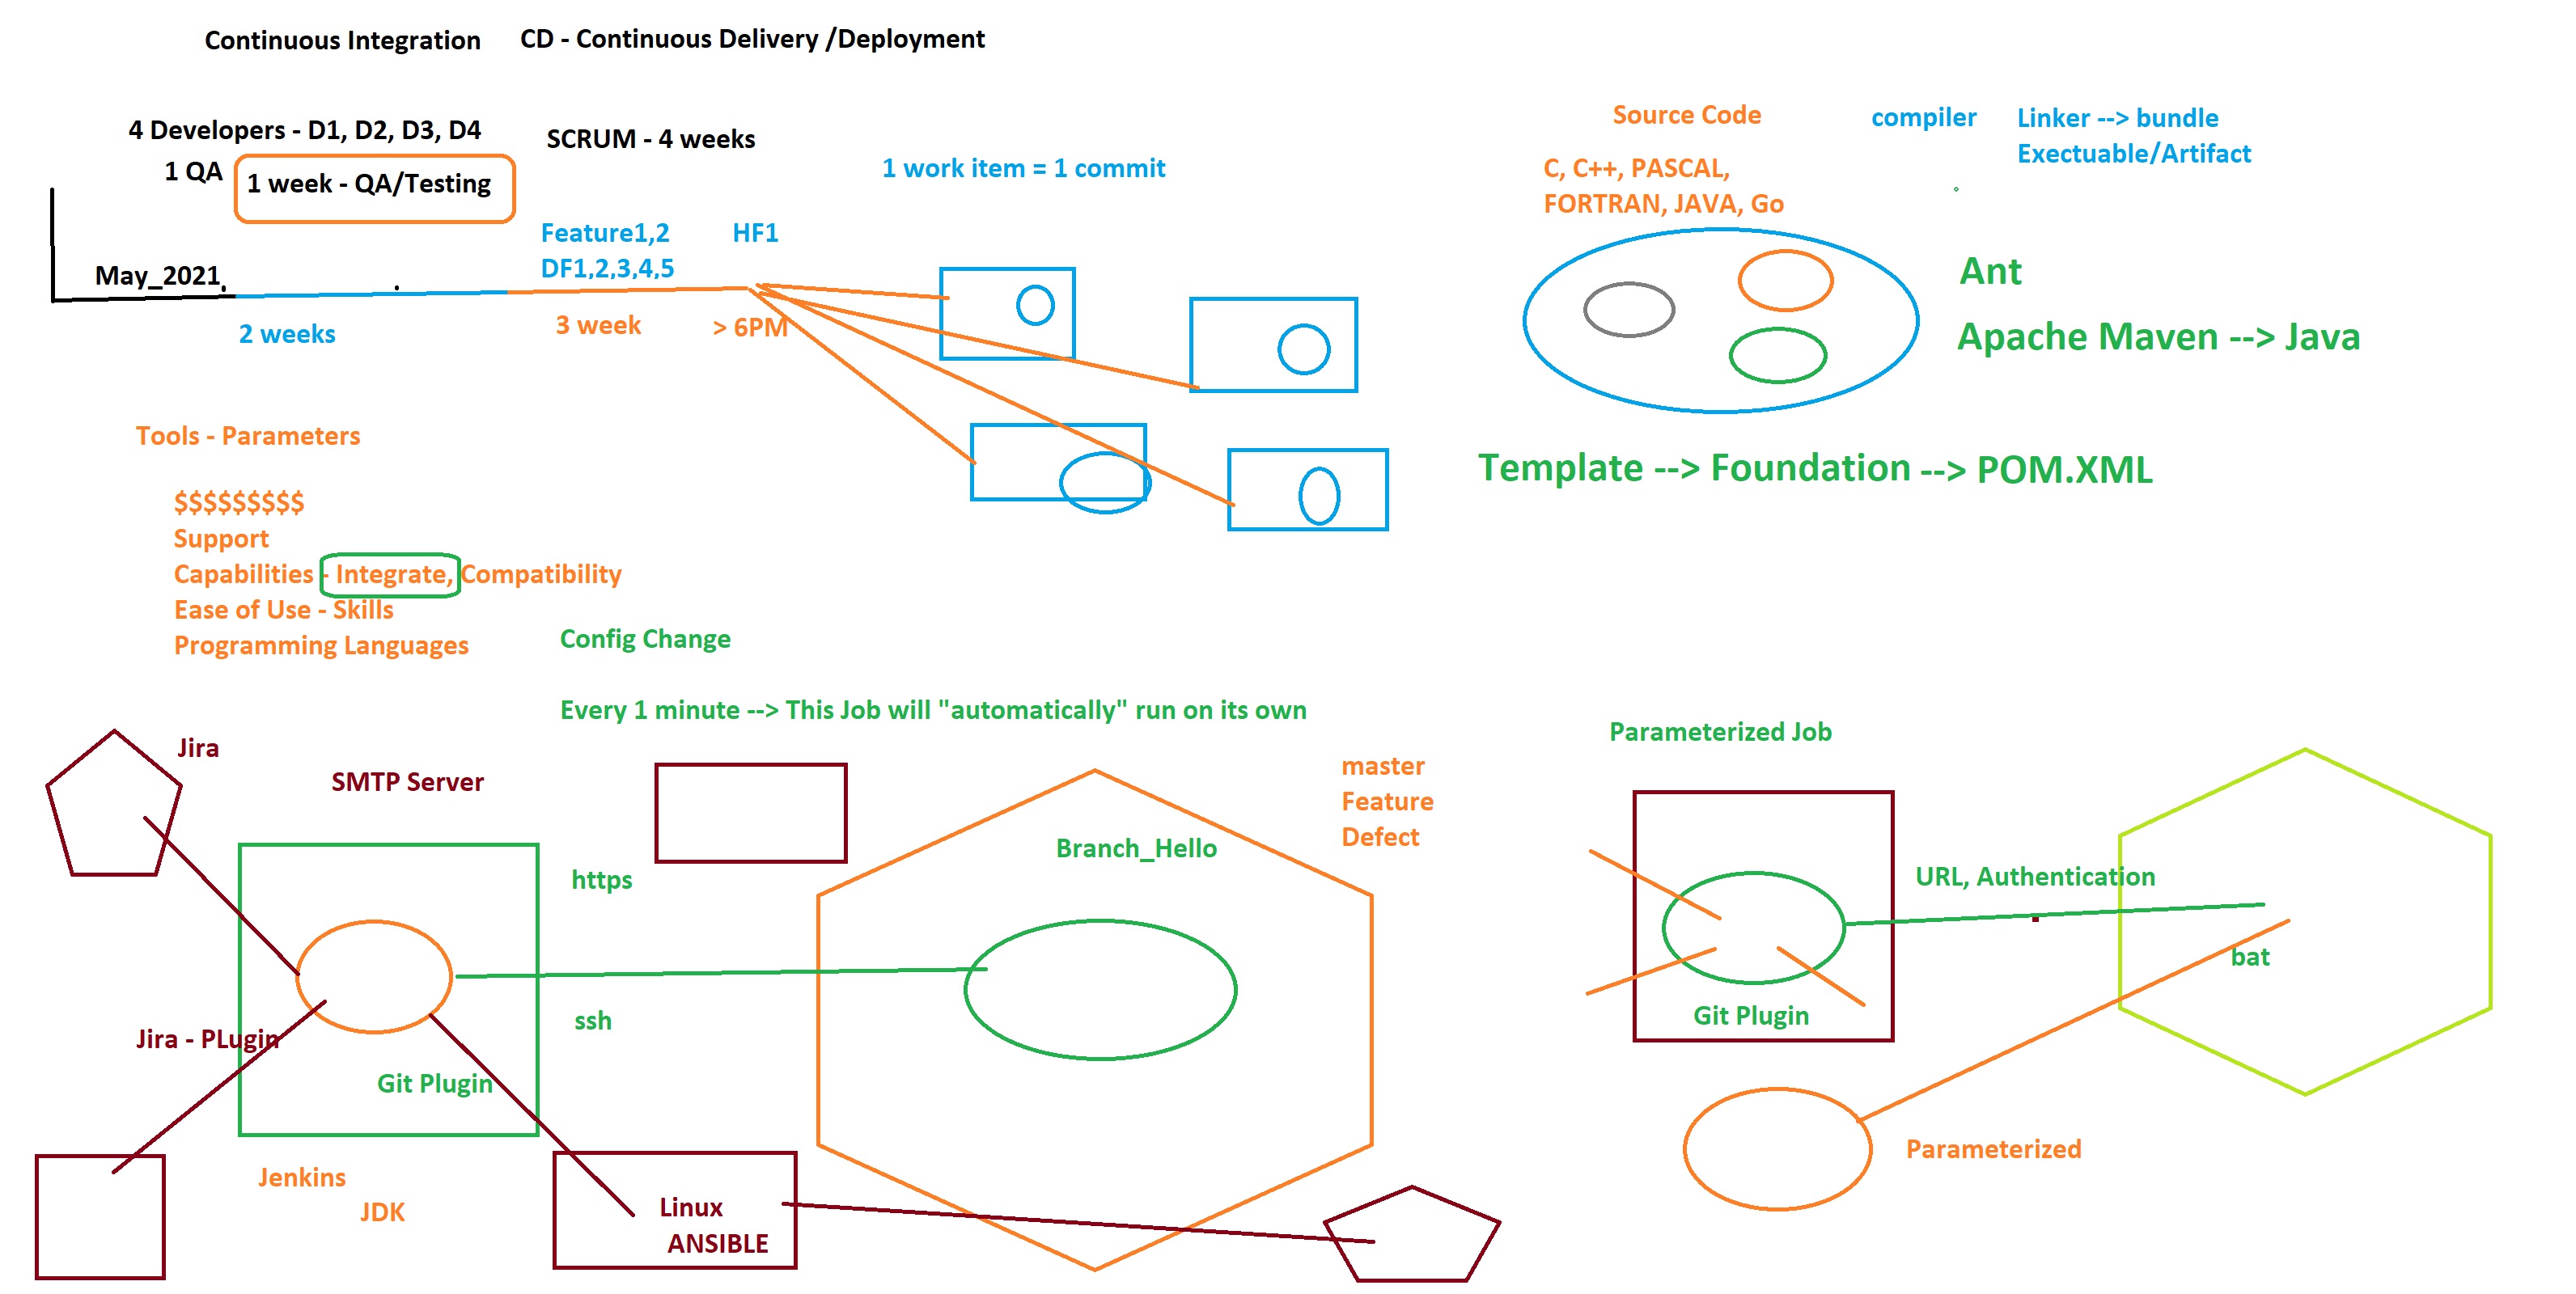 Continuous Integration
CD - Continuous Delivery /Deployment
4 Developers - D1, D2, D3, D4
1 QA
1 week - QA/Testing
SCRUM - 4 weeks
1 work item = 1 commit
Feature1,2
DF1,2,3,4,5
HF1
May_2021
2 weeks
3 week
> 6PM
Source Code
compiler
Linker --> bundle
Exectuable/Artifact
C, C++, PASCAL,
FORTRAN, JAVA, Go
Ant
Apache Maven --> Java
Template --> Foundation --> POM.XML
Tools - Parameters
$$$$$$$$$
Support
Capabilities - Integrate, Compatibility
Ease of Use - Skills
Programming Languages
Config Change
Every 1 minute --> This Job will "automatically" run on its own
Jira
SMTP Server
https
ssh
Jira - PLugin
Git Plugin
Jenkins
JDK
Linux
ANSIBLE
Branch_Hello
master
Feature
Defect
Parameterized Job
URL, Authentication
bat
Git Plugin
Parameterized